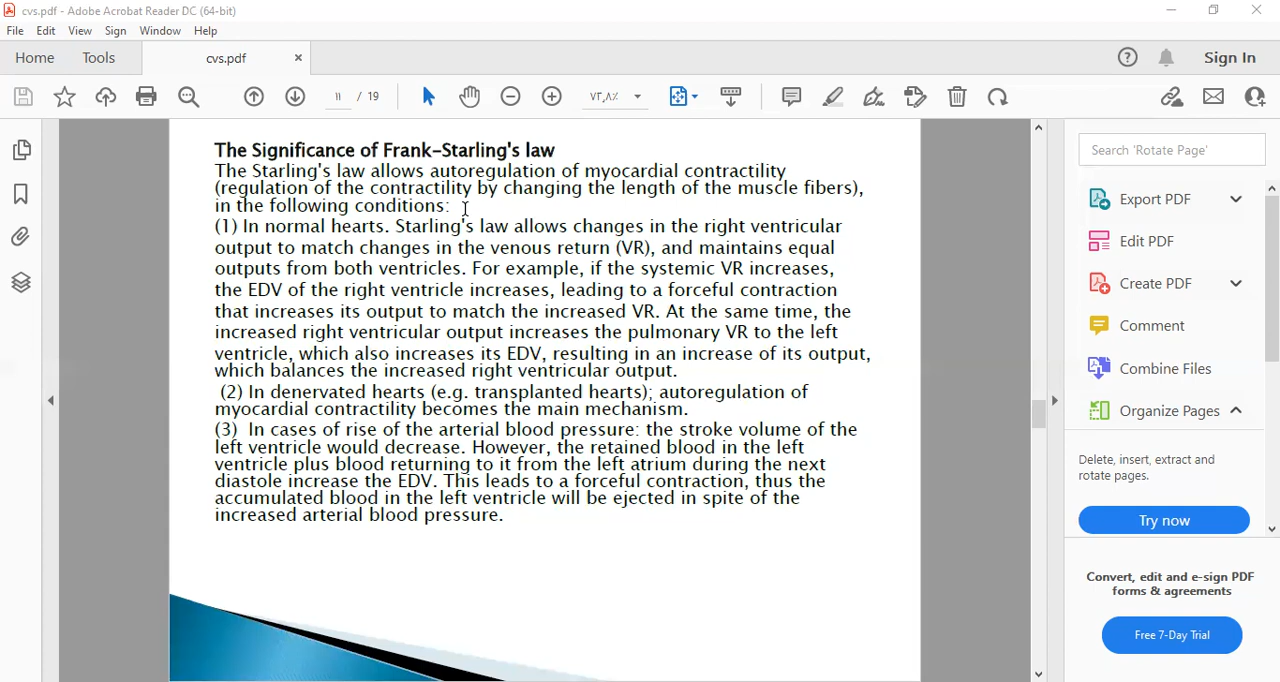 cvs.pdf - Adobe Acrobat Reader DC (64-bit)
File Edit View Sign Window Help
Home Tools cvs.pdf × Sign In
١١ / 19 ٧٣,٨٪
The Significance of Frank-Starling's law
The Starling's law allows autoregulation of myocardial contractility
(regulation of the contractility by changing the length of the muscle fibers),
in the following conditions:
(1) In normal hearts. Starling's law allows changes in the right ventricular
output to match changes in the venous return (VR), and maintains equal
outputs from both ventricles. For example, if the systemic VR increases,
the EDV of the right ventricle increases, leading to a forceful contraction
that increases its output to match the increased VR. At the same time, the
increased right ventricular output increases the pulmonary VR to the left
ventricle, which also increases its EDV, resulting in an increase of its output,
which balances the increased right ventricular output.
(2) In denervated hearts (e.g. transplanted hearts); autoregulation of
myocardial contractility becomes the main mechanism.
(3) In cases of rise of the arterial blood pressure: the stroke volume of the
left ventricle would decrease. However, the retained blood in the left
ventricle plus blood returning to it from the left atrium during the next
diastole increase the EDV. This leads to a forceful contraction, thus the
accumulated blood in the left ventricle will be ejected in spite of the
increased arterial blood pressure.
Search 'Rotate Page'
Export PDF
Edit PDF
Create PDF
Comment
Combine Files
Organize Pages
Delete, insert, extract and
rotate pages.
Try now
Convert, edit and e-sign PDF
forms & agreements
Free 7-Day Trial